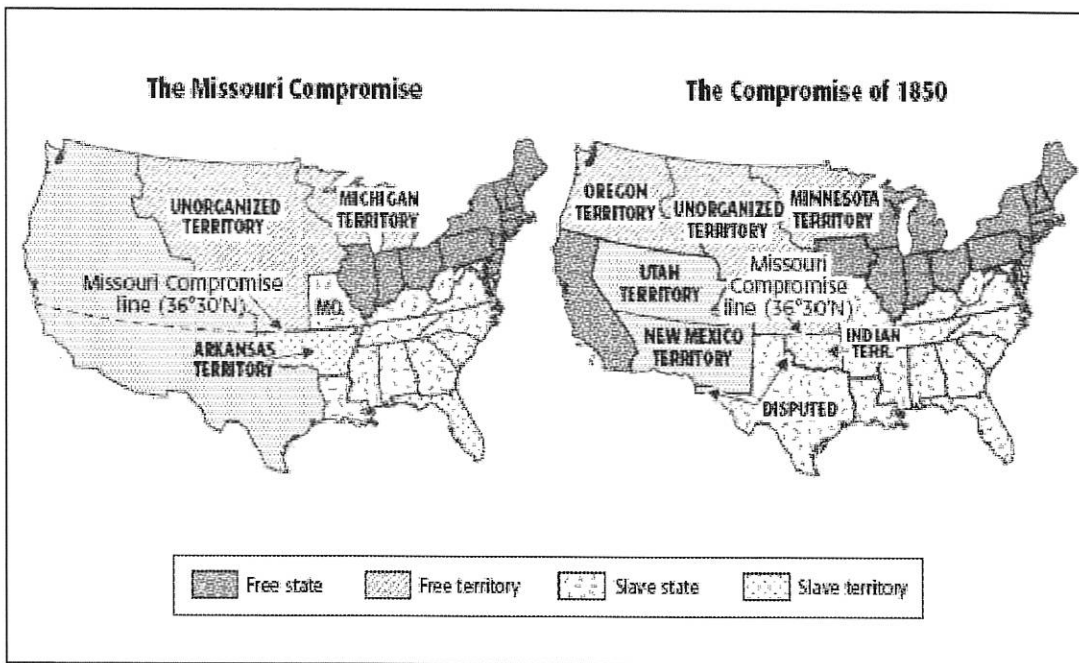 The Missouri Compromise
UNORGANIZED
TERRITORY
MICHIGAN
TERRITORY
Missouri Compromise
line (36°30'N)
MO.
ARKANSAS
TERRITORY
The Compromise of 1850
OREGON
TERRITORY
UNORGANIZED
TERRITORY
MINNESOTA
TERRITORY
UTAH
TERRITORY
Missouri
Compromise
line (36°30'N)
NEW MEXICO
TERRITORY
INDIAN
TERR.
DISPUTED
Free state
Free territory
Slave state
Slave territory